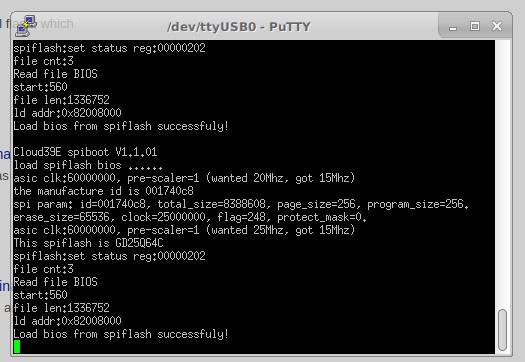 /dev/ttyUSB0 - PuTTY
which
spiflash:set status reg:00000202
file cnt:3
Read file BIOS
start:560
file len:1336752
ld addr:0x82008000
Load bios from spiflash successfuly!
Cloud39E spiboot V1.1.01
load spiflash bios ......
asic clk:60000000, pre-scaler=1 (wanted 20Mhz, got 15Mhz)
the manufacture id is 001740c8
spi param: id=001740c8, total_size=8388608, page_size=256, program_size=256.
erase_size=65536, clock=25000000, flag=248, protect_mask=0.
asic clk:60000000, pre-scaler=1 (wanted 25Mhz, got 15Mhz)
This spiflash is GD25Q64C
spiflash:set status reg:00000202
file cnt:3
Read file BIOS
start:560
file len:1336752
ld addr:0x82008000
Load bios from spiflash successfuly!